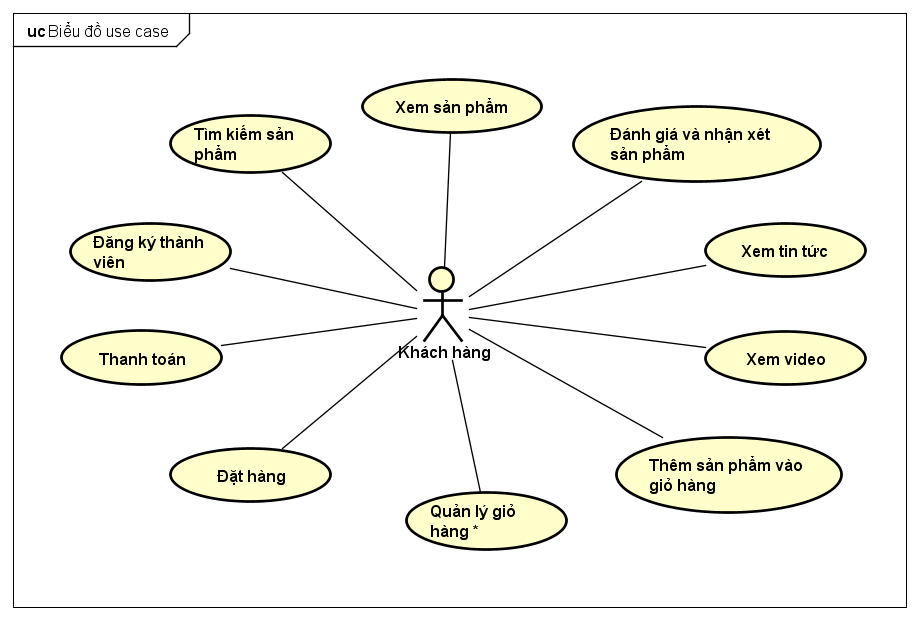 uc Biểu đồ use case
Xem sản phẩm
Tìm kiếm sản
phẩm
Đánh giá và nhận xét
sản phẩm
Đăng ký thành
viên
Xem tin tức
Khách hàng
Thanh toán
Xem video
Đặt hàng
Thêm sản phẩm vào
giỏ hàng
Quản lý giỏ
hàng *